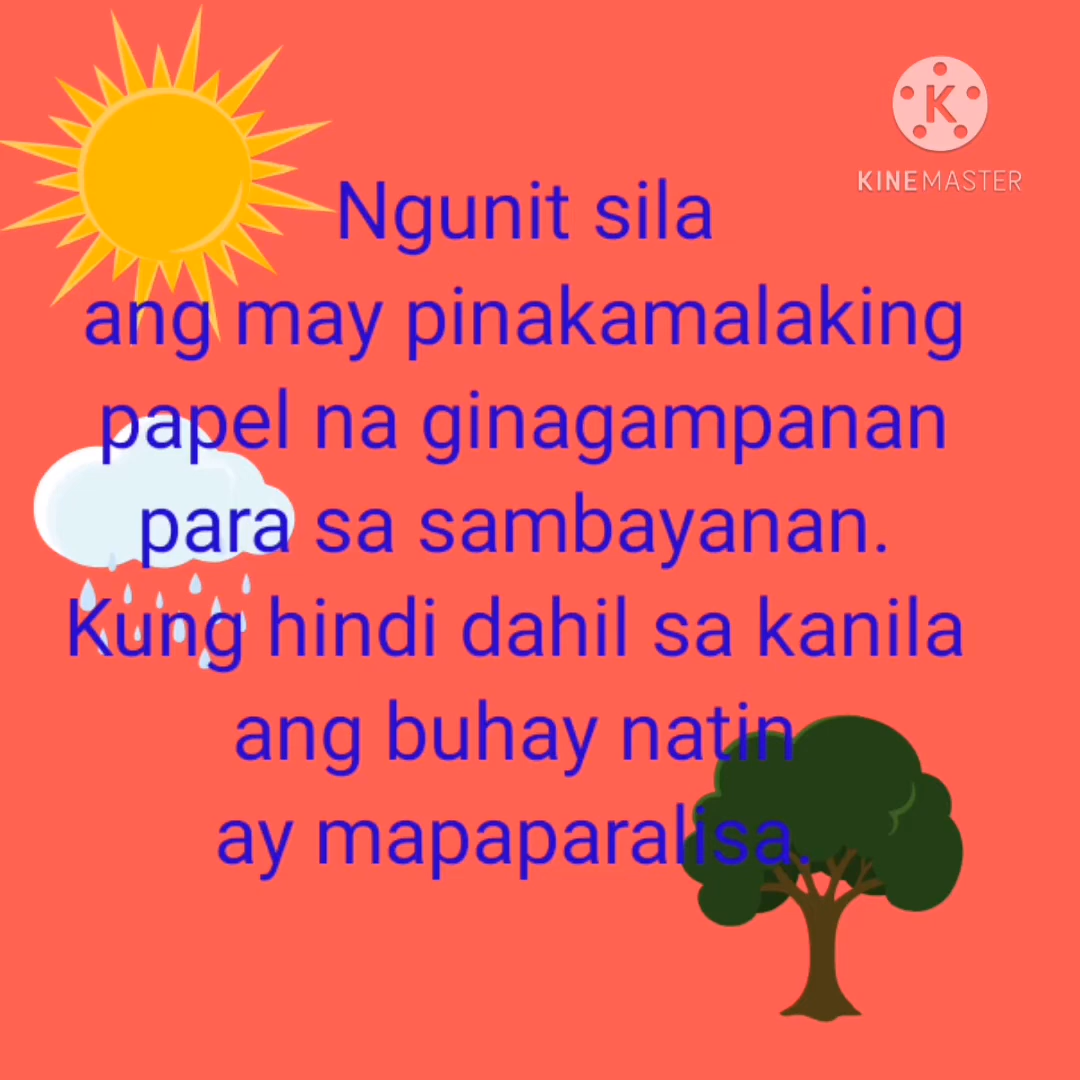 KINEMASTER
Ngunit sila
ang may pinakamalaking
papel na ginagampanan
para sa sambayanan.
Kung hindi dahil sa kanila
ang buhay natin
ay mapaparalisa.